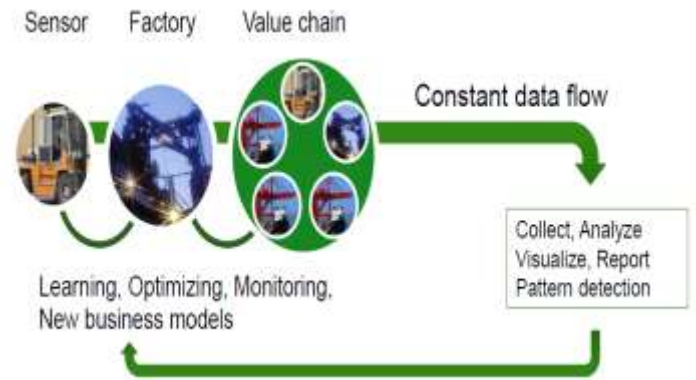 Sensor
Factory
Value chain
Constant data flow
Collect, Analyze
Visualize, Report
Pattern detection
Learning, Optimizing, Monitoring,
New business models